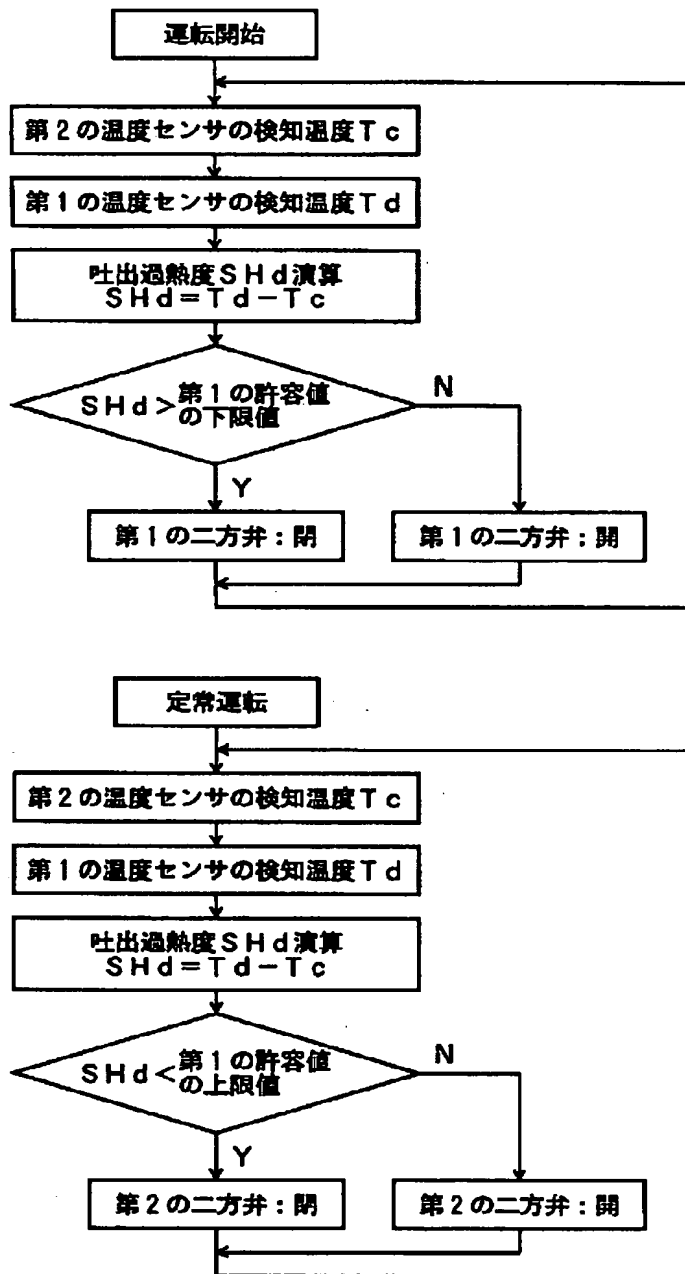 運転開始
第2の温度センサの検知温度Tc
第1の温度センサの検知温度Td
吐出過熱度SHd演算
SHd=Td-Tc
SHd>第1の許容値
の下限値
N
Y
第1の二方弁:閉
第1の二方弁:開
定常運転
第2の温度センサの検知温度Tc
第1の温度センサの検知温度Td
吐出過熱度SHd演算
SHd=Td-Tc
SHd<第1の許容値
の上限値
N
Y
第2の二方弁:閉
第2の二方弁:開